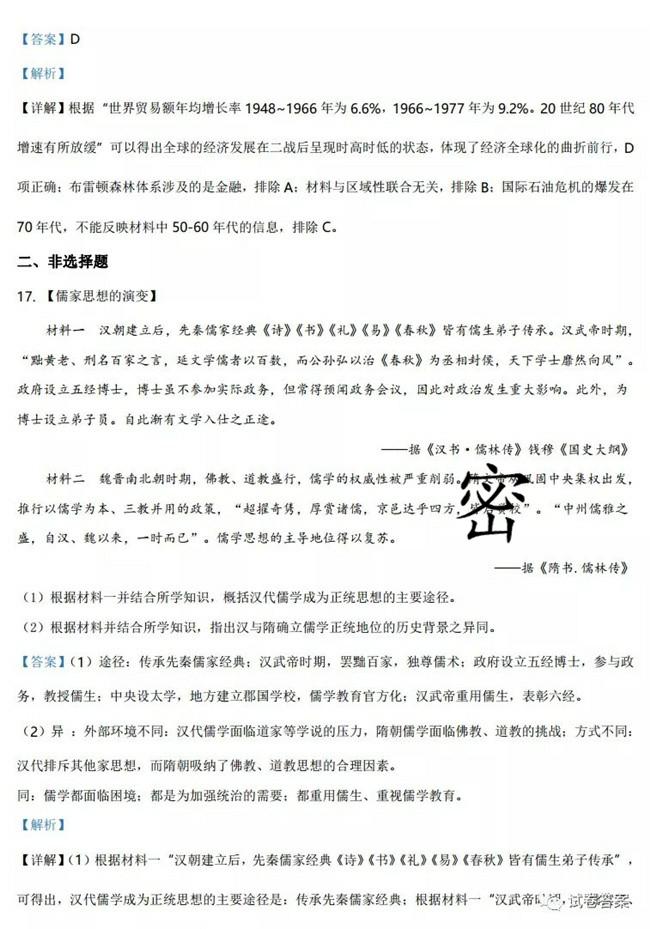 【答案】D
【解析】
【详解】根据“世界贸易额年均增长率 1948~1966 年为 6.6%，1966~1977 年为 9.2%。20 世纪 80 年代
增速有所放缓”可以得出全球的经济发展在二战后呈现时高时低的状态，体现了经济全球化的曲折前行，D
项正确；布雷顿森林体系涉及的是金融，排除 A；材料与区域性联合无关，排除 B；国际石油危机的爆发在
70 年代，不能反映材料中 50-60 年代的信息，排除 C。
二、非选择题
17. 【儒家思想的演变】
材料一 汉朝建立后，先秦儒家经典《诗》《书》《礼》《易》《春秋》皆有儒生弟子传承。汉武帝时期，
“黜黄老、刑名百家之言，延文学儒者以百数，而公孙弘以治《春秋》为丞相封侯，天下学士靡然向风”。
政府设立五经博士，博士虽不参加实际政务，但常得预闻政务会议，因此对政治发生重大影响。此外，为
博士设立弟子员。自此渐有文学入仕之正途。
——据《汉书·儒林传》钱穆《国史大纲》
材料二 魏晋南北朝时期，佛教、道教盛行，儒学的权威性被严重削弱。固中央集权出发，
推行以儒学为本、三教并用的政策，“超擢奇隽，厚赏诸儒，京邑达乎四方，校”。“中州儒雅之
盛，自汉、魏以来，一时而已”。儒学思想的主导地位得以复苏。
密
——据《隋书.儒林传》
（1）根据材料一并结合所学知识，概括汉代儒学成为正统思想的主要途径。
（2）根据材料并结合所学知识，指出汉与隋确立儒学正统地位的历史背景之异同。
【答案】（1）途径：传承先秦儒家经典；汉武帝时期，罢黜百家，独尊儒术；政府设立五经博士，参与政
务，教授儒生；中央设太学，地方建立郡国学校，儒学教育官方化；汉武帝重用儒生，表彰六经。
（2）异 ：外部环境不同：汉代儒学面临道家等学说的压力，隋朝儒学面临佛教、道教的挑战；方式不同：
汉代排斥其他家思想，而隋朝吸纳了佛教、道教思想的合理因素。
同：儒学都面临困境；都是为加强统治的需要；都重用儒生、重视儒学教育。
【解析】
【详解】（1）根据材料一“汉朝建立后，先秦儒家经典《诗》《书》《礼》《易》《春秋》皆有儒生弟子传承”，
可得出，汉代儒学成为正统思想的主要途径是：传承先秦儒家经典；根据材料一“汉武帝时期，
试卷答案